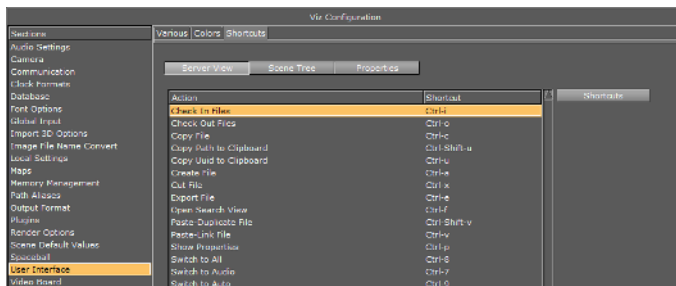 Viz Configuration
Sections
Various Colors Shortcuts
Audio Settings
Camera
Communication
Clock Formats
Database
Font Options
Global Input
Import 3D Options
Image File Name Convert
Local Settings
Maps
Memory Management
Path Aliases
Output Format
Plugins
Render Options
Scene Default Values
Spaceball
User Interface
Video Board
Server View Scene Tree Properties
Action Shortcut
Check In Files Ctrl-i
Check Out Files Ctrl-o
Copy File Ctrl-c
Copy Path to Clipboard Ctrl-Shift-u
Copy Uuid to Clipboard Ctrl-u
Create File Ctrl-a
Cut File Ctrl-x
Export File Ctrl-e
Open Search View Ctrl-f
Paste-Duplicate File Ctrl-Shift-v
Paste-Link File Ctrl-v
Show Properties Ctrl-p
Switch to All Ctrl-6
Switch to Audio Ctrl-7
Switch to Auto Ctrl-9
Shortcuts